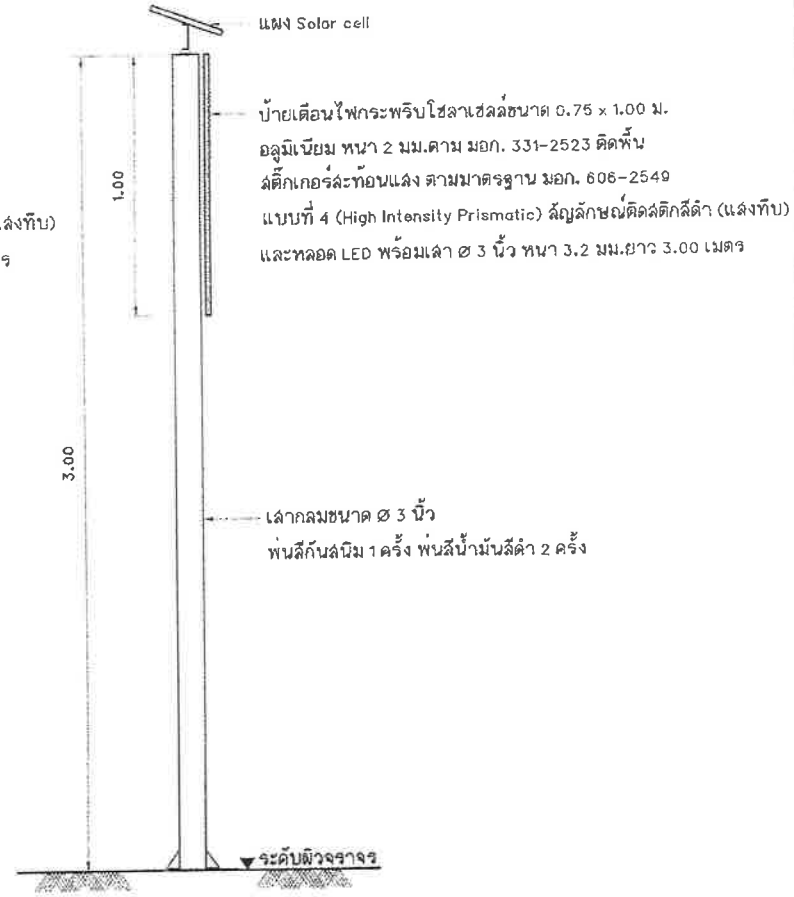 แผง Solar cell
ป้ายเตือนไฟกระพริบโซลาเซลล์ขนาด 0.75 x 1.00 ม.
อลูมิเนียม หนา 2 มม.ตาม มอก. 331-2523 ติดพื้น
สติ๊กเกอร์สะท้อนแสง ตามมาตรฐาน มอก. 606-2549
แบบที่ 4 (High Intensity Prismatic) สัญลักษณ์ติดสติกสีดำ (แสงทึบ)
และหลอด LED พร้อมเสา Ø 3 นิ้ว หนา 3.2 มม.ยาว 3.00 เมตร
แสงทึบ)
ร
1.00
3.00
เสากลมขนาด Ø 3 นิ้ว
พ่นสีกันสนิม 1 ครั้ง พ่นสีน้ำมันสีดำ 2 ครั้ง
ระดับผิวจราจร